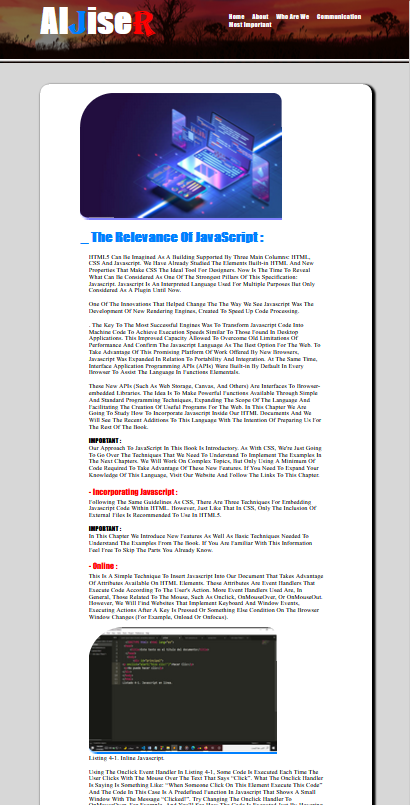 AlJiseR
Home About Who Are We Communication
Most Important
_ The Relevance Of JavaScript :
HTML5 Can Be Imagined As A Building Supported By Three Main Columns: HTML,
CSS And Javascript. We Have Already Studied The Elements Built-in HTML And New
Properties That Make CSS The Ideal Tool For Designers. Now Is The Time To Reveal
What Can Be Considered As One Of The Strongest Pillars Of This Specification:
Javascript. Javascript Is An Interpreted Language Used For Multiple Purposes But Only
Considered As A Plugin Until Now.
One Of The Innovations That Helped Change The The Way We See Javascript Was The
Development Of New Rendering Engines, Created To Speed Up Code Processing.
. The Key To The Most Successful Engines Was To Transform Javascript Code Into
Machine Code To Achieve Execution Speeds Similar To Those Found In Desktop
Applications. This Improved Capacity Allowed To Overcome Old Limitations Of
Performance And Confirm The Javascript Language As The Best Option For The Web. To
Take Advantage Of This Promising Platform Of Work Offered By New Browsers,
Javascript Was Expanded In Relation To Portability And Integration. At The Same Time,
Interface Application Programming (APIs) Were Built-in By Default In Every
Browser To Assist The Language In Functions Elementals.
These New APIs (Such As Web Storage, Canvas, And Others) Are Interfaces To Browser-
embedded Libraries. The Idea Is To Make Powerful Functions Available Through Simple
And Standard Programming Techniques, Expanding The Scope Of The Language And
Facilitating The Creation Of Useful Programs For The Web. In This Chapter We Are
Going To Study How To Incorporate Javascript Inside Our HTML Documents And We
Will See The Recent Additions To This Language With The Intention Of Preparing Us For
The Rest Of The Book.
IMPORTANT :
Our Approach To JavaScript In This Book Is Introductory. As With CSS, We're Just Going
To Go Over The Techniques That We Need To Understand To Implement The Examples In
The Next Chapters. We Will Work On Complex Topics, But Only Using A Minimum Of
Code Required To Take Advantage Of These New Features. If You Need To Expand Your
Knowledge Of This Language, Visit Our Website And Follow The Links To This Chapter.
- Incorporating Javascript :
Following The Same Guidelines As CSS, There Are Three Techniques For Embedding
Javascript Code Within HTML. However, Just Like That In CSS, Only The Inclusion Of
External Files Is Recommended To Use In HTML5.
IMPORTANT :
In This Chapter We Introduce New Features As Well As Basic Techniques Needed To
Understand The Examples From The Book. If You Are Familiar With This Information
Feel Free To Skip The Parts You Already Know.
- Online :
This Is A Simple Technique To Insert Javascript Into Our Document That Takes Advantage
Of Attributes Available On HTML Elements. These Attributes Are Event Handlers That
Execute Code According To The User's Action. More Event Handlers Used Are, In
General, Those Related To The Mouse, Such As Onclick, OnMouseOver, Or OnMouseOut.
However, We Will Find Websites That Implement Keyboard And Window Events,
Executing Actions After A Key Is Pressed Or Something Else Condition On The Browser
Window Changes (For Example, Onload Or Onfocus).
Listing 4-1. Inline Javascript.
Using The Onclick Event Handler In Listing 4-1, Some Code Is Executed Each Time The
User Clicks With The Mouse Over The Text That Says "Click". What The Onclick Handler
Is Saying Is Something Like: "When Someone Click On This Element Execute This Code"
And The Code In This Case Is A Predefined Function In Javascript That Shows A Small
Window With The Message "Clicked!". Try Changing The Onclick Handler To